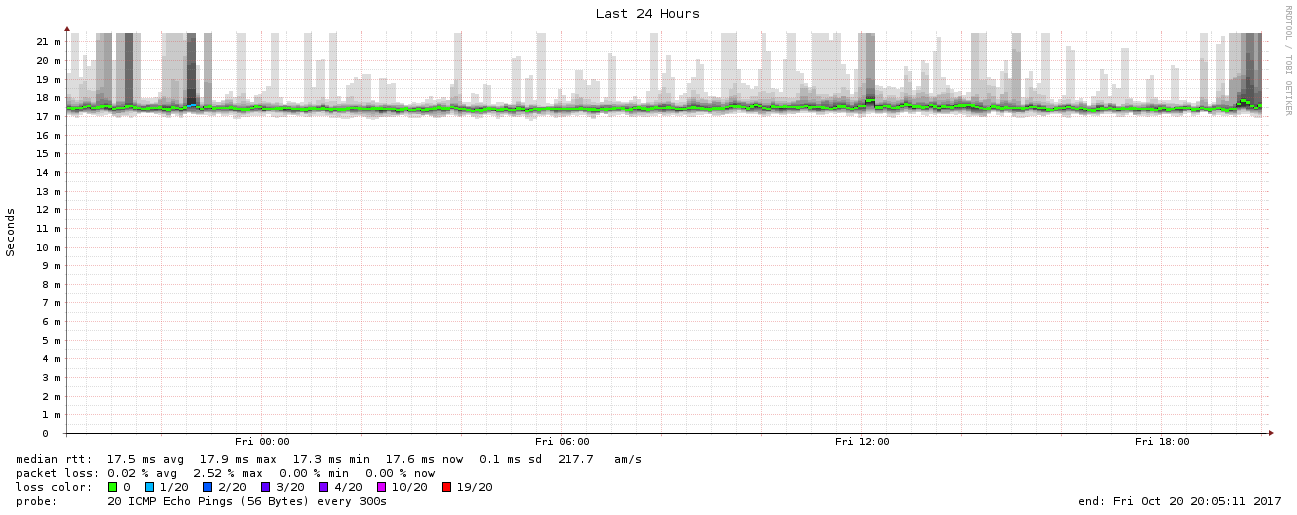 Last 24 Hours
RRDTOOL / TOBI OETIKER
Seconds
21 m
20 m
19 m
18 m
17 m
16 m
15 m
14 m
13 m
12 m
11 m
10 m
9 m
8 m
7 m
6 m
5 m
4 m
3 m
2 m
1 m
0
Fri 00:00 Fri 06:00 Fri 12:00 Fri 18:00
median rtt: 17.5 ms avg 17.9 ms max 17.3 ms min 17.6 ms now 0.1 ms sd 217.7 am/s
packet loss: 0.02 % avg 2.52 % max 0.00 % min 0.00 % now
loss color: 0 1/20 2/20 3/20 4/20 10/20 19/20
probe: 20 ICMP Echo Pings (56 Bytes) every 300s end: Fri Oct 20 20:05:11 2017